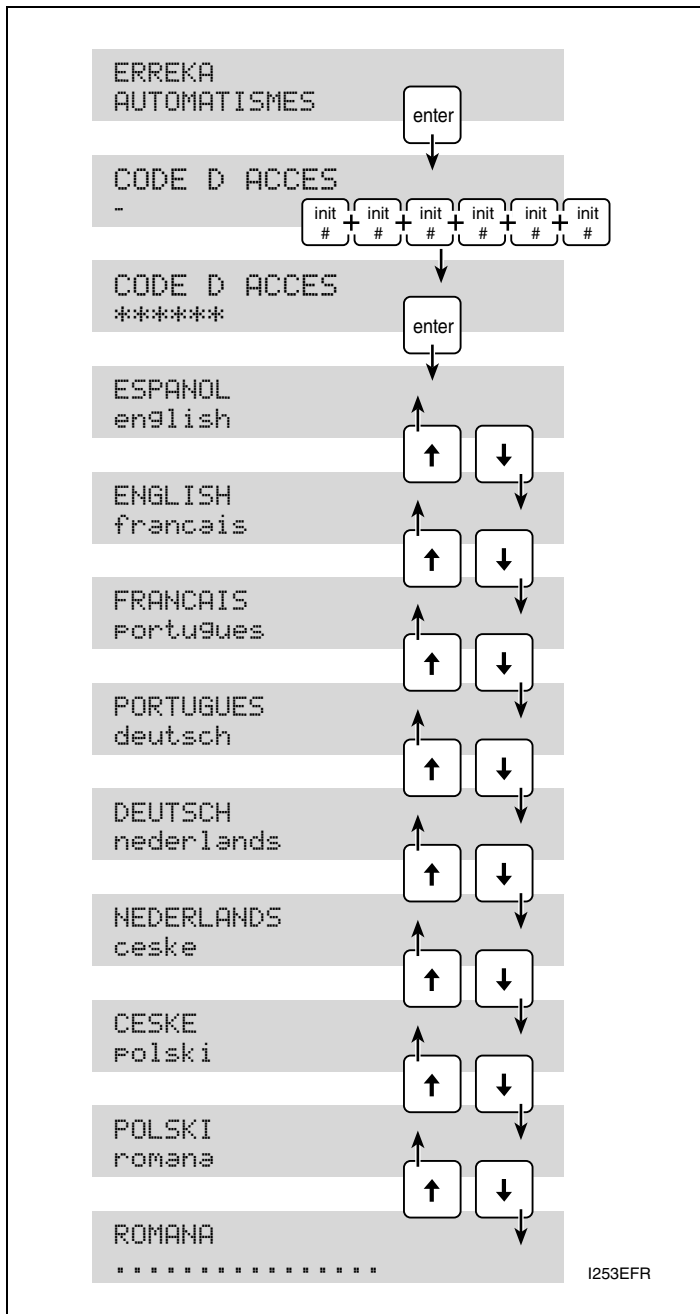 ERREKA
AUTOMATISMES
enter
CODE D ACCES
-
init # + init # + init # + init # + init # + init #
CODE D ACCES
******
enter
ESPANOL
english
↑ ↓
ENGLISH
francais
↑ ↓
FRANCAIS
portugues
↑ ↓
PORTUGUES
deutsch
↑ ↓
DEUTSCH
nederlands
↑ ↓
NEDERLANDS
ceske
↑ ↓
CESKE
polski
↑ ↓
POLSKI
romana
↑ ↓
ROMANA
................
I253EFR